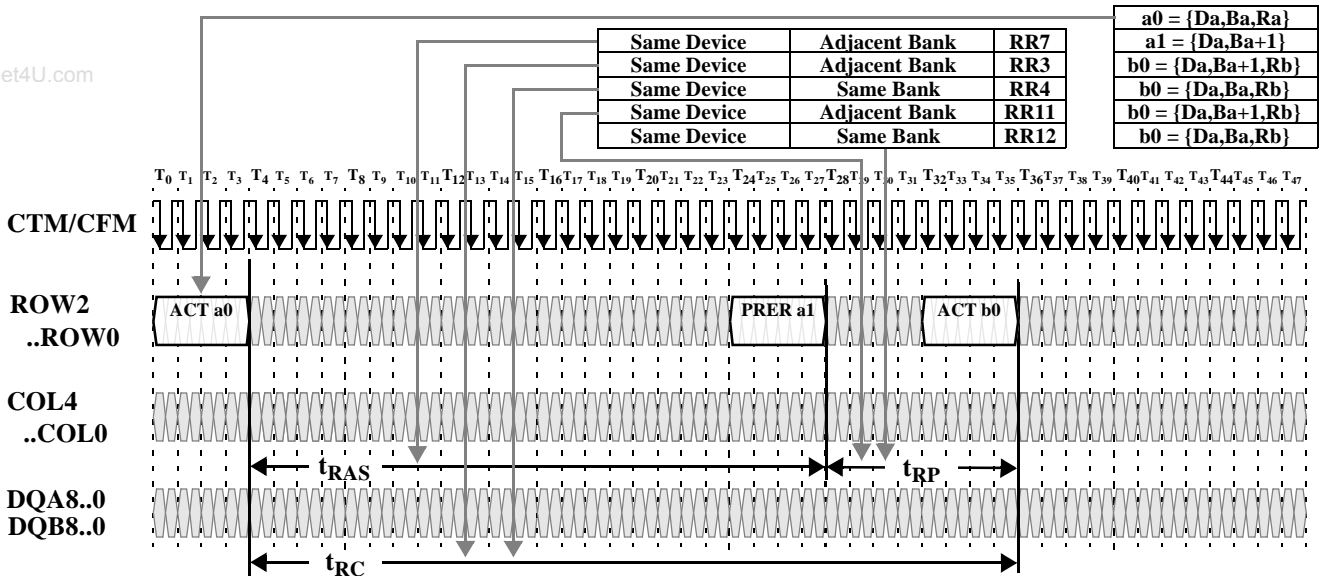 a0 = {Da,Ba,Ra}
Same Device Adjacent Bank RR7 a1 = {Da,Ba+1}
et4U.com
Same Device Adjacent Bank RR3 b0 = {Da,Ba+1,Rb}
Same Device Same Bank RR4 b0 = {Da,Ba,Rb}
Same Device Adjacent Bank RR11 b0 = {Da,Ba+1,Rb}
Same Device Same Bank RR12 b0 = {Da,Ba,Rb}
T0 T1 T2 T3 T4 T5 T6 T7 T8 T9 T10 T11 T12 T13 T14 T15 T16 T17 T18 T19 T20 T21 T22 T23 T24 T25 T26 T27 T28 T29 T30 T31 T32 T33 T34 T35 T36 T37 T38 T39 T40 T41 T42 T43 T44 T45 T46 T47
CTM/CFM
ROW2 ACT a0 PRER a1 ACT b0
..ROW0
COL4
..COL0
tRAS tRP
DQA8..0
DQB8..0
tRC